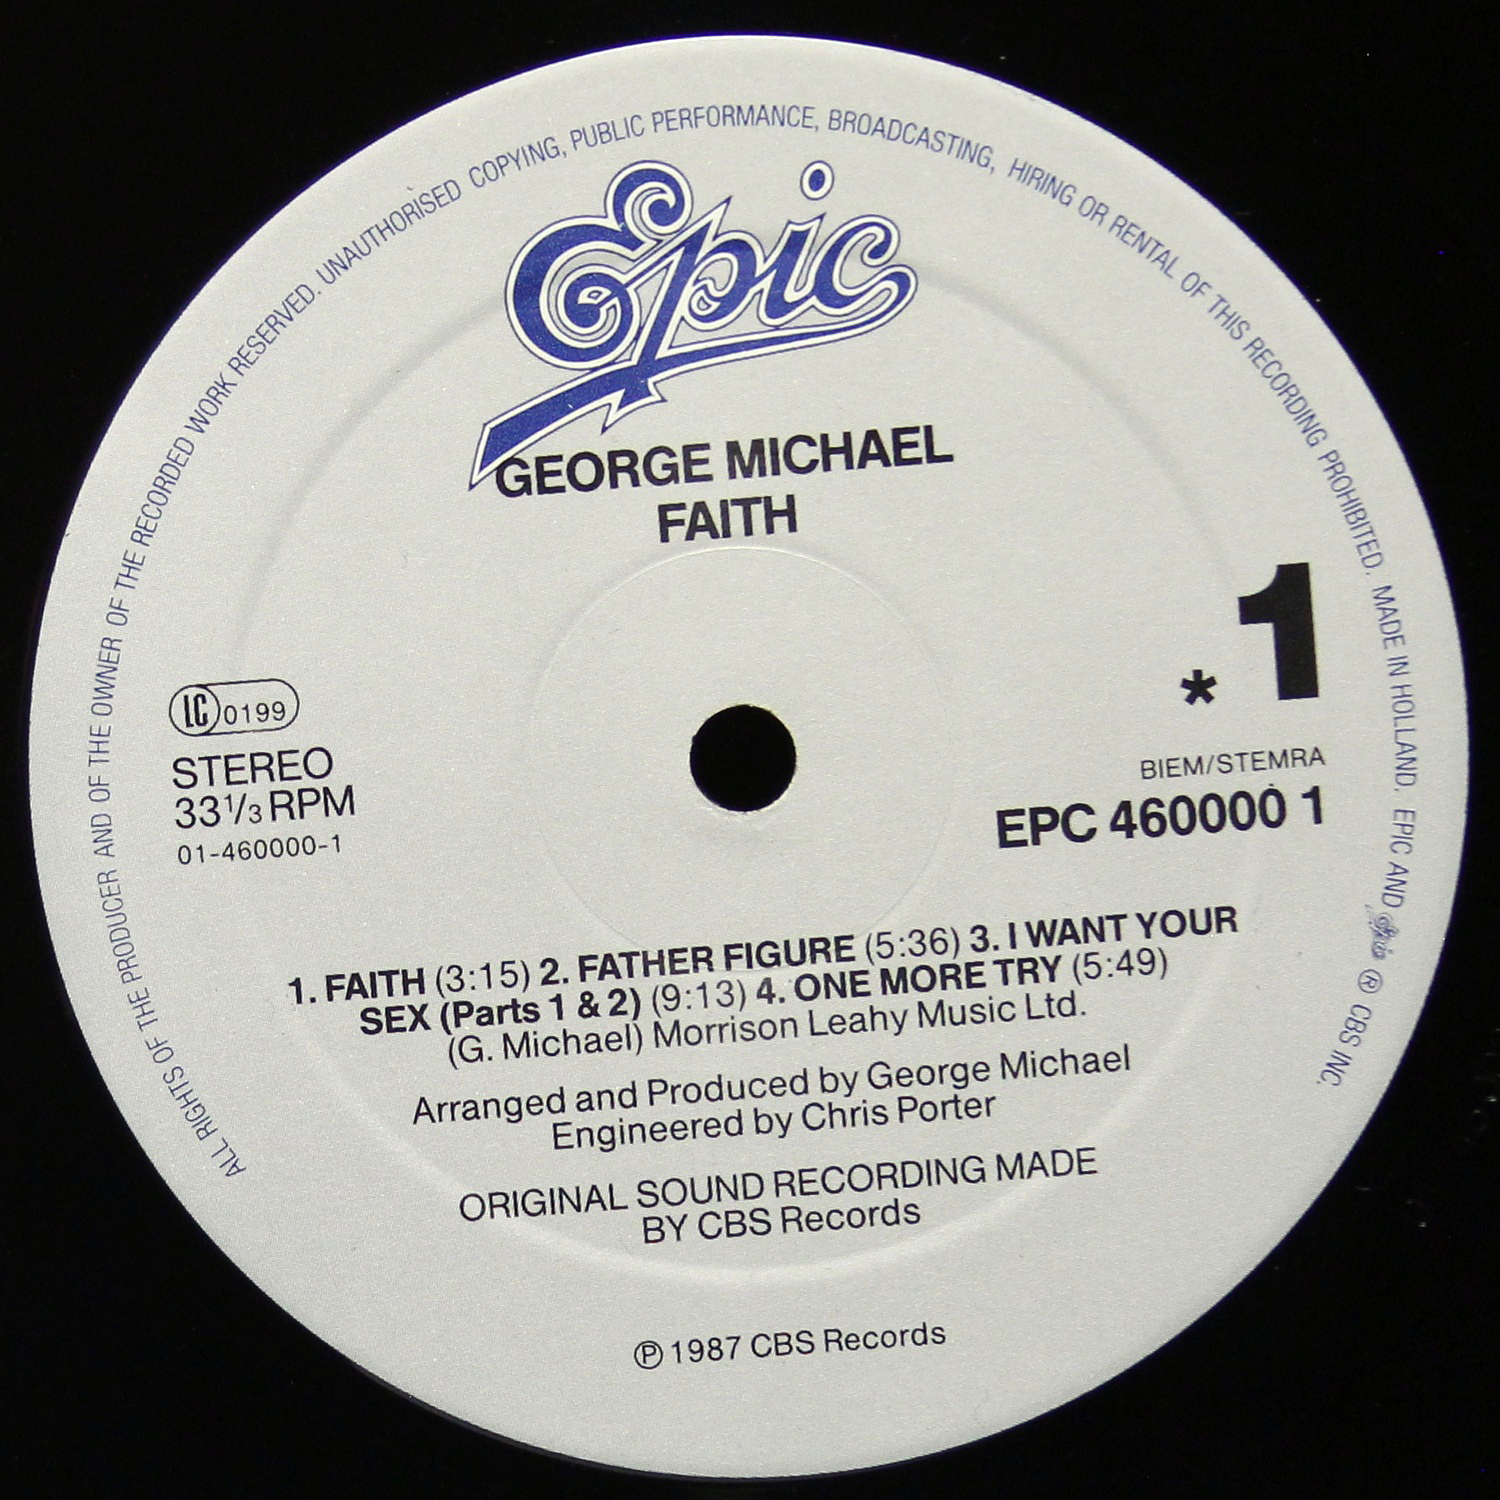 ALL RIGHTS OF THE PRODUCER AND OF THE OWNER OF THE RECORDED WORK RESERVED. UNAUTHORISED COPYING, PUBLIC PERFORMANCE, BROADCASTING, HIRING OR RENTAL OF THIS RECORDING PROHIBITED. MADE IN HOLLAND. EPIC AND Epic ® CBS INC.
Epic
GEORGE MICHAEL
FAITH
* 1
LC 0199
STEREO
33 1/3 RPM
01-460000-1
BIEM/STEMRA
EPC 460000 1
1. FAITH (3:15) 2. FATHER FIGURE (5:36) 3. I WANT YOUR
SEX (Parts 1 & 2) (9:13) 4. ONE MORE TRY (5:49)
(G. Michael) Morrison Leahy Music Ltd.
Arranged and Produced by George Michael
Engineered by Chris Porter
ORIGINAL SOUND RECORDING MADE
BY CBS Records
℗ 1987 CBS Records